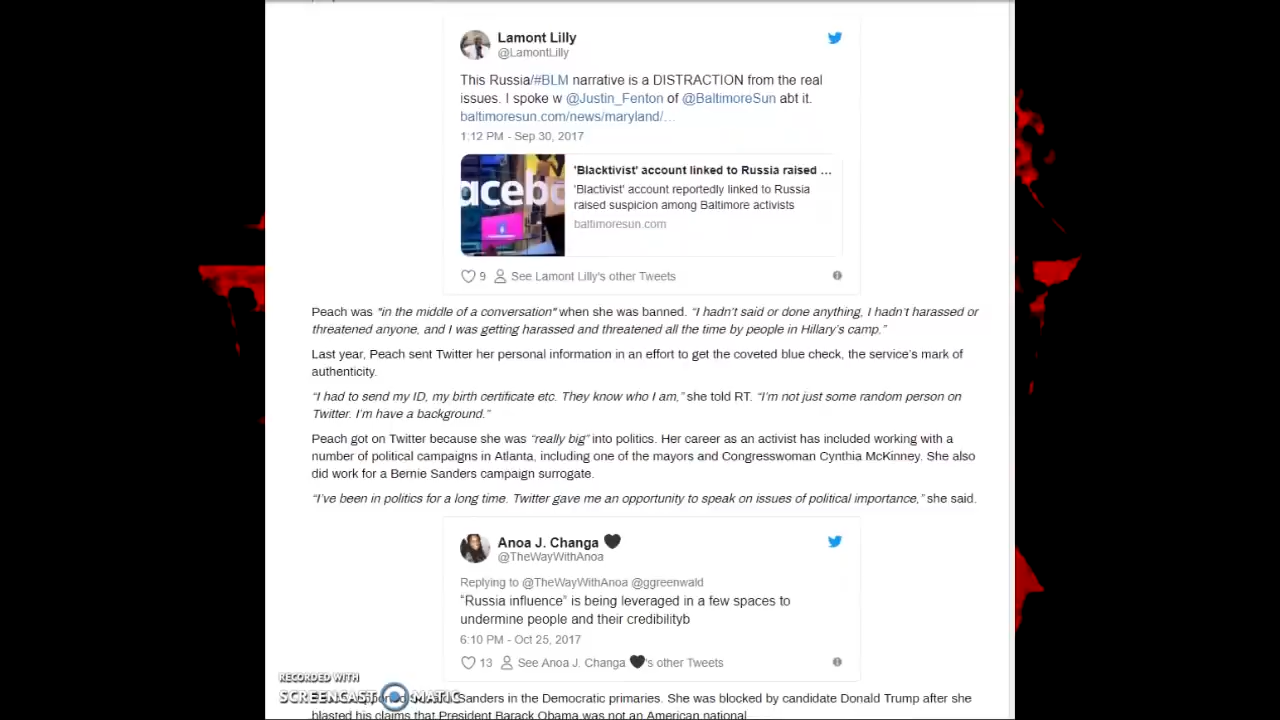 Lamont Lilly
@LamontLilly
This Russia/#BLM narrative is a DISTRACTION from the real
issues. I spoke w @Justin_Fenton of @BaltimoreSun abt it.
baltimoresun.com/news/maryland/…
1:12 PM - Sep 30, 2017
acebo
'Blacktivist' account linked to Russia raised ...
'Blactivist' account reportedly linked to Russia
raised suspicion among Baltimore activists
baltimoresun.com
9 See Lamont Lilly's other Tweets
Peach was "in the middle of a conversation" when she was banned. “I hadn't said or done anything, I hadn't harassed or
threatened anyone, and I was getting harassed and threatened all the time by people in Hillary's camp.”
Last year, Peach sent Twitter her personal information in an effort to get the coveted blue check, the service's mark of
authenticity.
“I had to send my ID, my birth certificate etc. They know who I am,” she told RT. “I'm not just some random person on
Twitter. I'm have a background.”
Peach got on Twitter because she was “really big” into politics. Her career as an activist has included working with a
number of political campaigns in Atlanta, including one of the mayors and Congresswoman Cynthia McKinney. She also
did work for a Bernie Sanders campaign surrogate.
“I've been in politics for a long time. Twitter gave me an opportunity to speak on issues of political importance,” she said.
Anoa J. Changa 🖤
@TheWayWithAnoa
Replying to @TheWayWithAnoa @ggreenwald
“Russia influence” is being leveraged in a few spaces to
undermine people and their credibilityb
6:10 PM - Oct 25, 2017
13 See Anoa J. Changa 🖤's other Tweets
RECORDED WITH
SCREENCAST MATIC
Sanders in the Democratic primaries. She was blocked by candidate Donald Trump after she
blasted his claims that President Barack Obama was not an American national.